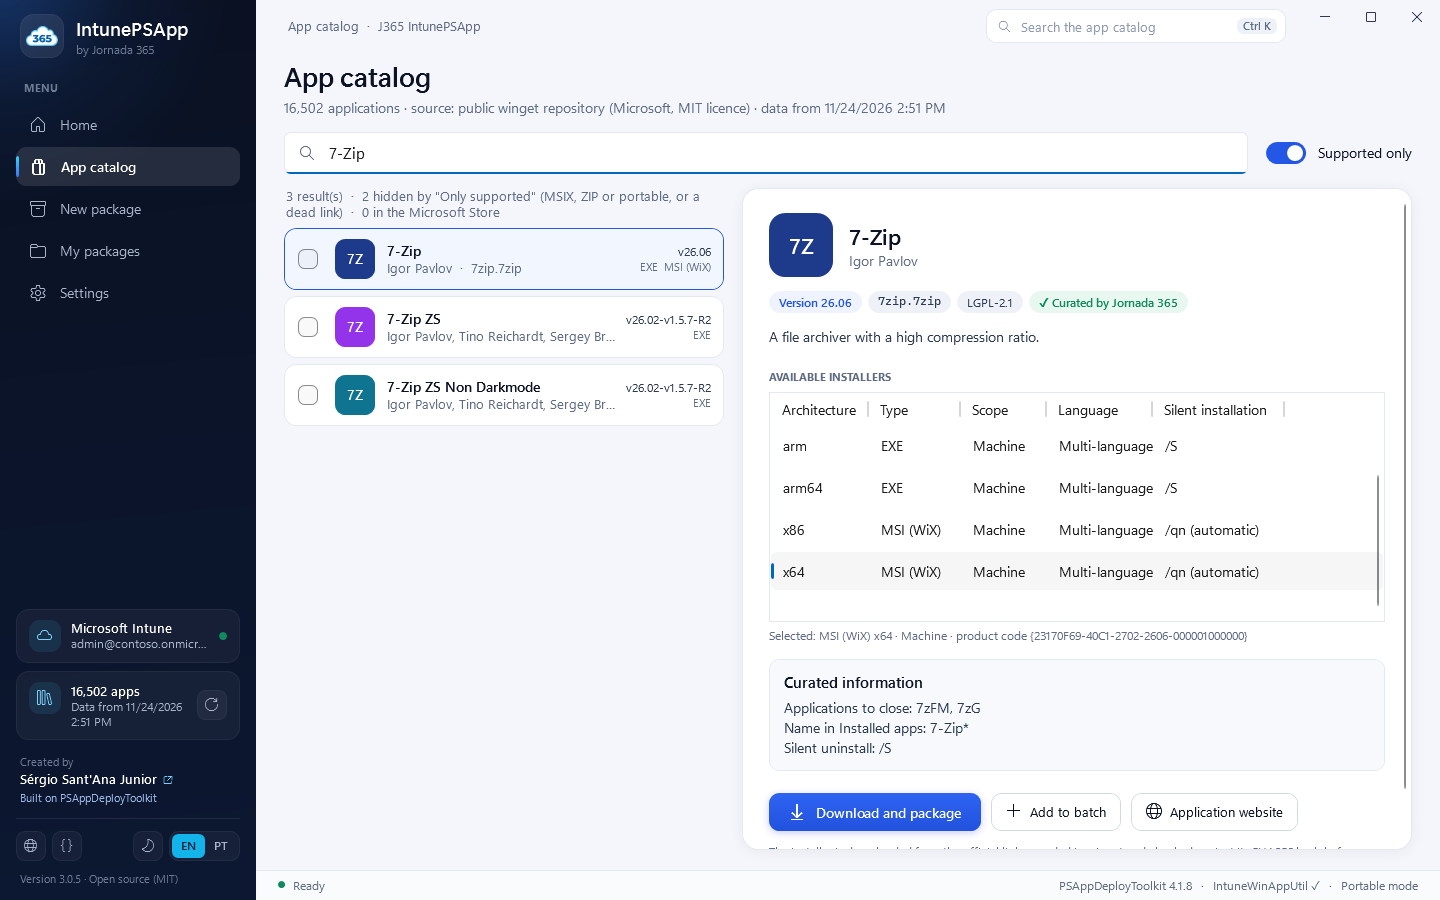 365
IntunePSApp
by Jornada 365
MENU
Home
App catalog
New package
My packages
Settings
Microsoft Intune
admin@contoso.onmicr...
16,502 apps
Data from 11/24/2026
2:51 PM
Created by
Sérgio Sant'Ana Junior
Built on PSAppDeployToolkit
{}
EN PT
Version 3.0.5 · Open source (MIT)
App catalog · J365 IntunePSApp
Search the app catalog Ctrl K
App catalog
16,502 applications · source: public winget repository (Microsoft, MIT licence) · data from 11/24/2026 2:51 PM
7-Zip
Supported only
3 result(s) · 2 hidden by "Only supported" (MSIX, ZIP or portable, or a
dead link) · 0 in the Microsoft Store
7Z
7-Zip v26.06
Igor Pavlov · 7zip.7zip EXE MSI (WiX)
7Z
7-Zip ZS v26.02-v1.5.7-R2
Igor Pavlov, Tino Reichardt, Sergey Br... EXE
7Z
7-Zip ZS Non Darkmode v26.02-v1.5.7-R2
Igor Pavlov, Tino Reichardt, Sergey Br... EXE
7Z
7-Zip
Igor Pavlov
Version 26.06 7zip.7zip LGPL-2.1 ✓ Curated by Jornada 365
A file archiver with a high compression ratio.
AVAILABLE INSTALLERS
Architecture Type Scope Language Silent installation
arm EXE Machine Multi-language /S
arm64 EXE Machine Multi-language /S
x86 MSI (WiX) Machine Multi-language /qn (automatic)
x64 MSI (WiX) Machine Multi-language /qn (automatic)
Selected: MSI (WiX) x64 · Machine · product code {23170F69-40C1-2702-2606-000001000000}
Curated information
Applications to close: 7zFM, 7zG
Name in Installed apps: 7-Zip*
Silent uninstall: /S
Download and package
Add to batch
Application website
Ready
PSAppDeployToolkit 4.1.8 · IntuneWinAppUtil ✓ · Portable mode